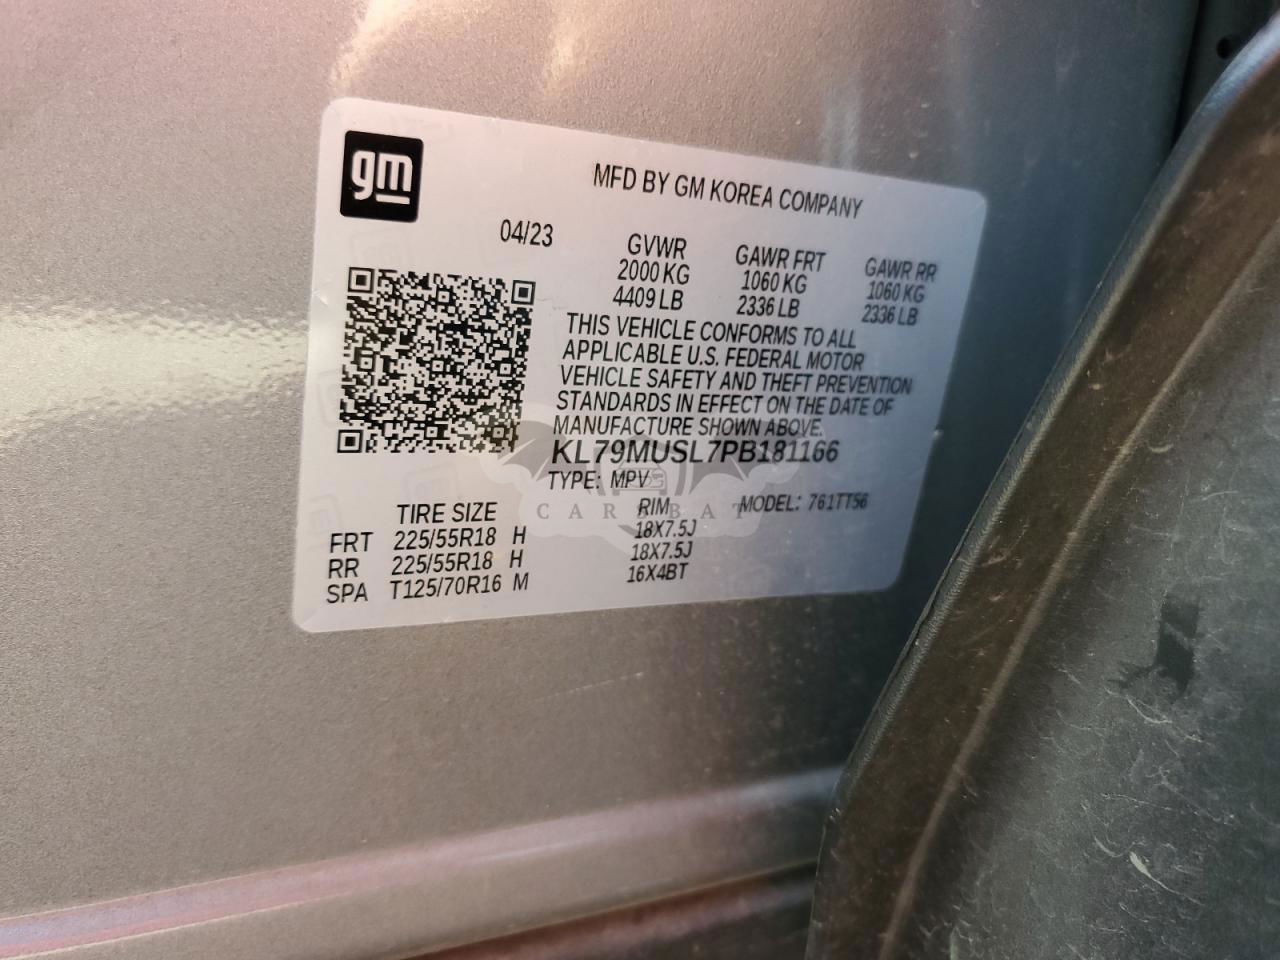 gm
MFD BY GM KOREA COMPANY
04/23
GVWR GAWR FRT GAWR RR
2000 KG 1060 KG 1060 KG
4409 LB 2336 LB 2336 LB
THIS VEHICLE CONFORMS TO ALL
APPLICABLE U.S. FEDERAL MOTOR
VEHICLE SAFETY AND THEFT PREVENTION
STANDARDS IN EFFECT ON THE DATE OF
MANUFACTURE SHOWN ABOVE.
KL79MUSL7PB181166
TYPE: MPV
CARSBAT
TIRE SIZE RIM MODEL: 761TT56
FRT 225/55R18 H 18X7.5J
RR 225/55R18 H 18X7.5J
SPA T125/70R16 M 16X4BT